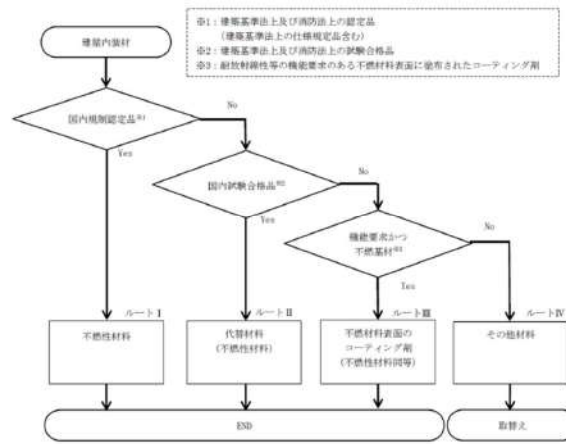 ※1：建築基準法上及び消防法上の認定品
（建築基準法上の仕様規定品含む）
※2：建築基準法上及び消防法上の試験合格品
※3：耐放射線性等の機能要求のある不燃材料表面に塗布されたコーティング剤
建屋内装材
国内規制認定品※1
No
Yes
国内試験合格品※2
No
Yes
機能要求かつ
不燃基材※3
No
Yes
ルートⅠ
ルートⅡ
ルートⅢ
ルートⅣ
不燃性材料
代替材料
(不燃性材料)
不燃材料表面の
コーティング剤
(不燃性材料同等)
その他材料
END
取替え